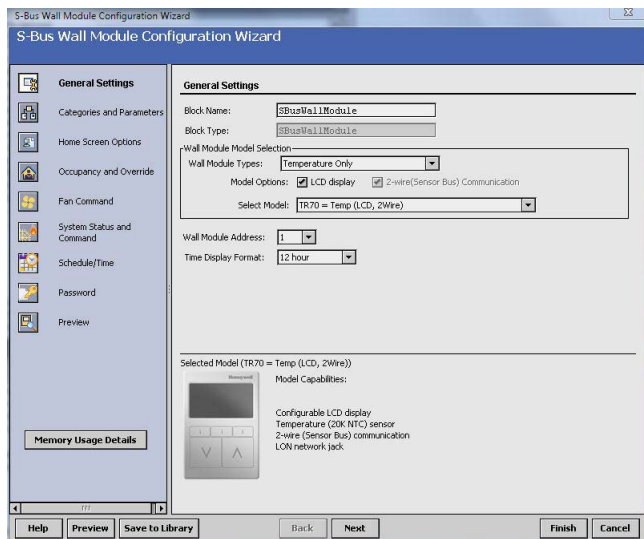 S-Bus Wall Module Configuration Wizard
S-Bus Wall Module Configuration Wizard
General Settings
Categories and Parameters
Home Screen Options
Occupancy and Override
Fan Command
System Status and
Command
Schedule/Time
Password
Preview
Memory Usage Details
General Settings
Block Name: SBusWallModule
Block Type: SBusWallModule
Wall Module Model Selection
Wall Module Types: Temperature Only
Model Options: LCD display 2-wire(Sensor Bus) Communication
Select Model: TR70 = Temp (LCD, 2Wire)
Wall Module Address: 1
Time Display Format: 12 hour
Selected Model (TR70 = Temp (LCD, 2Wire))
Honeywell
Model Capabilities:
Configurable LCD display
Temperature (20K NTC) sensor
2-wire (Sensor Bus) communication
LON network jack
Help Preview Save to Library Back Next Finish Cancel